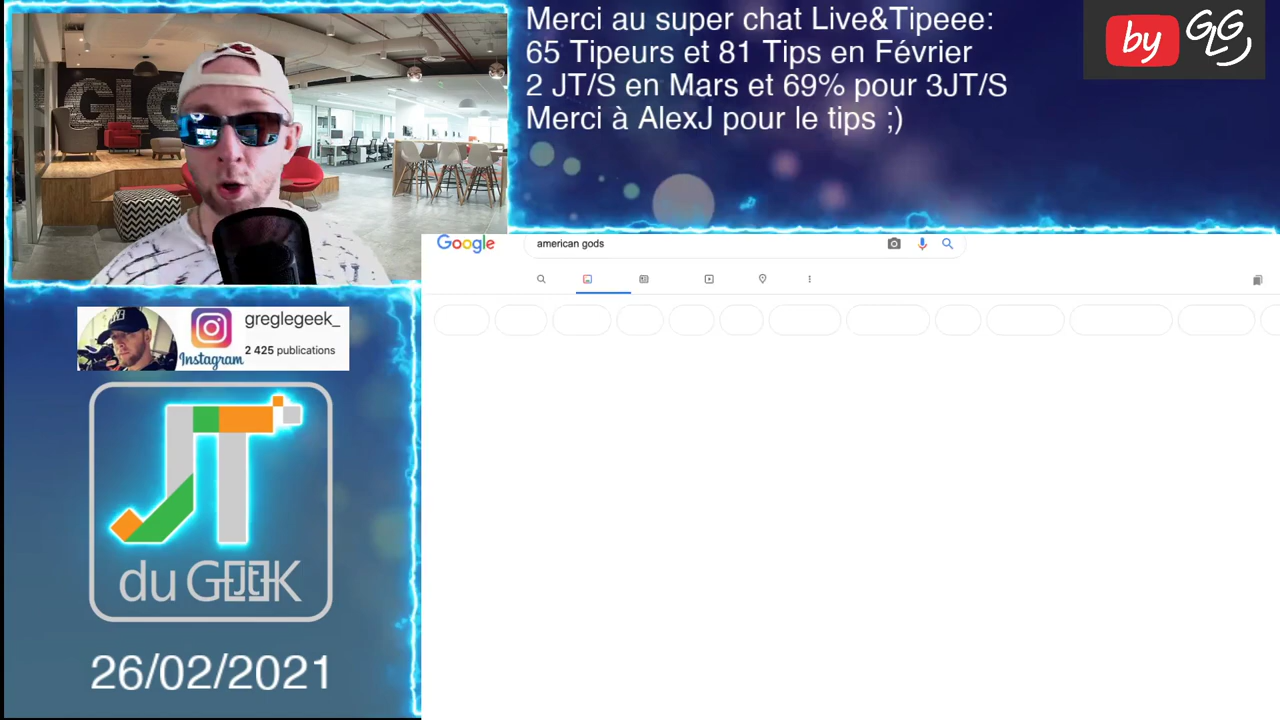 GLG
Merci au super chat Live&Tipeee:
65 Tipeurs et 81 Tips en Février
2 JT/S en Mars et 69% pour 3JT/S
Merci à AlexJ pour le tips ;)
by GLG
Google
american gods
greglegeek_
Instagram
2 425 publications
JT
du GEEK
26/02/2021